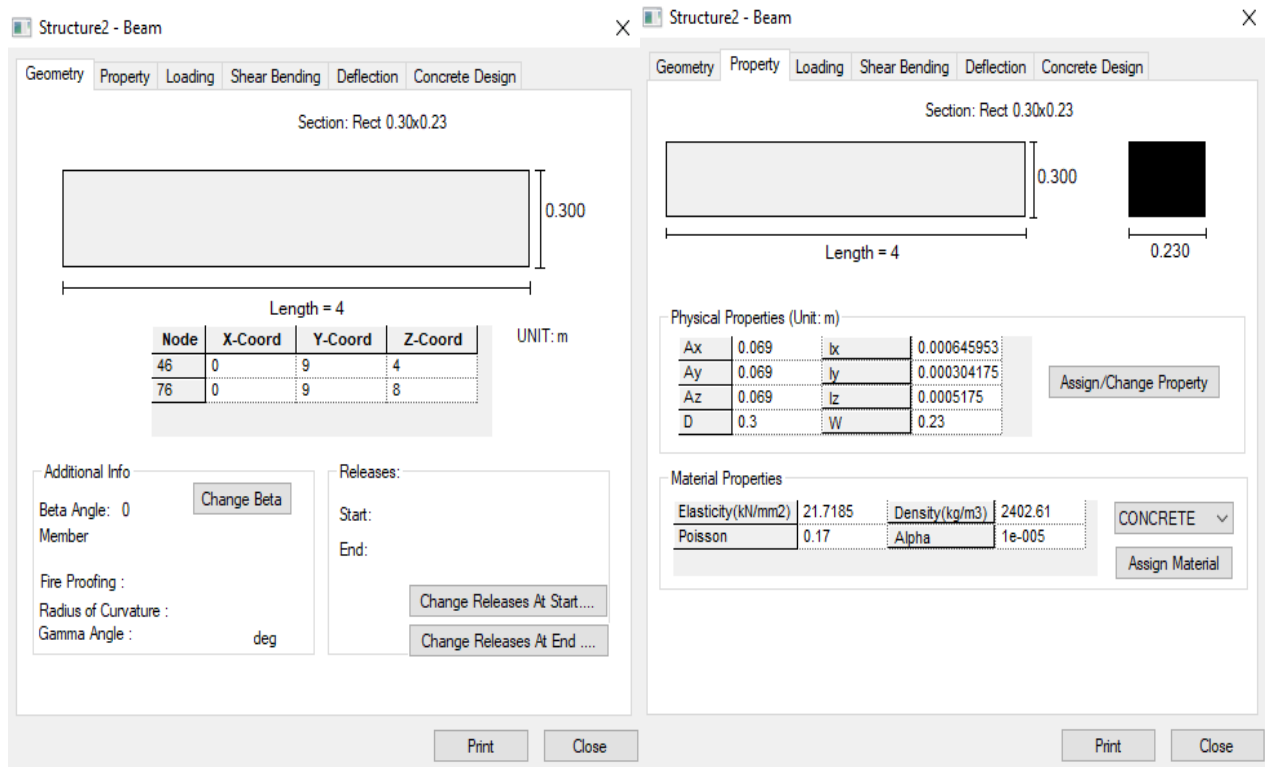 Structure2 - Beam
Geometry Property Loading Shear Bending Deflection Concrete Design
Section: Rect 0.30x0.23
0.300
Length = 4
UNIT: m
Node X-Coord Y-Coord Z-Coord
46 0 9 4
76 0 9 8
Additional Info
Beta Angle: 0
Change Beta
Member
Fire Proofing :
Radius of Curvature :
Gamma Angle : deg
Releases:
Start:
End:
Change Releases At Start....
Change Releases At End ....
Print Close
Structure2 - Beam
Geometry Property Loading Shear Bending Deflection Concrete Design
Section: Rect 0.30x0.23
0.300
Length = 4
0.230
Physical Properties (Unit: m)
Ax 0.069 Ix 0.000645953
Ay 0.069 Iy 0.000304175
Az 0.069 Iz 0.0005175
D 0.3 W 0.23
Assign/Change Property
Material Properties
Elasticity(kN/mm2) 21.7185 Density(kg/m3) 2402.61
Poisson 0.17 Alpha 1e-005
CONCRETE
Assign Material
Print Close